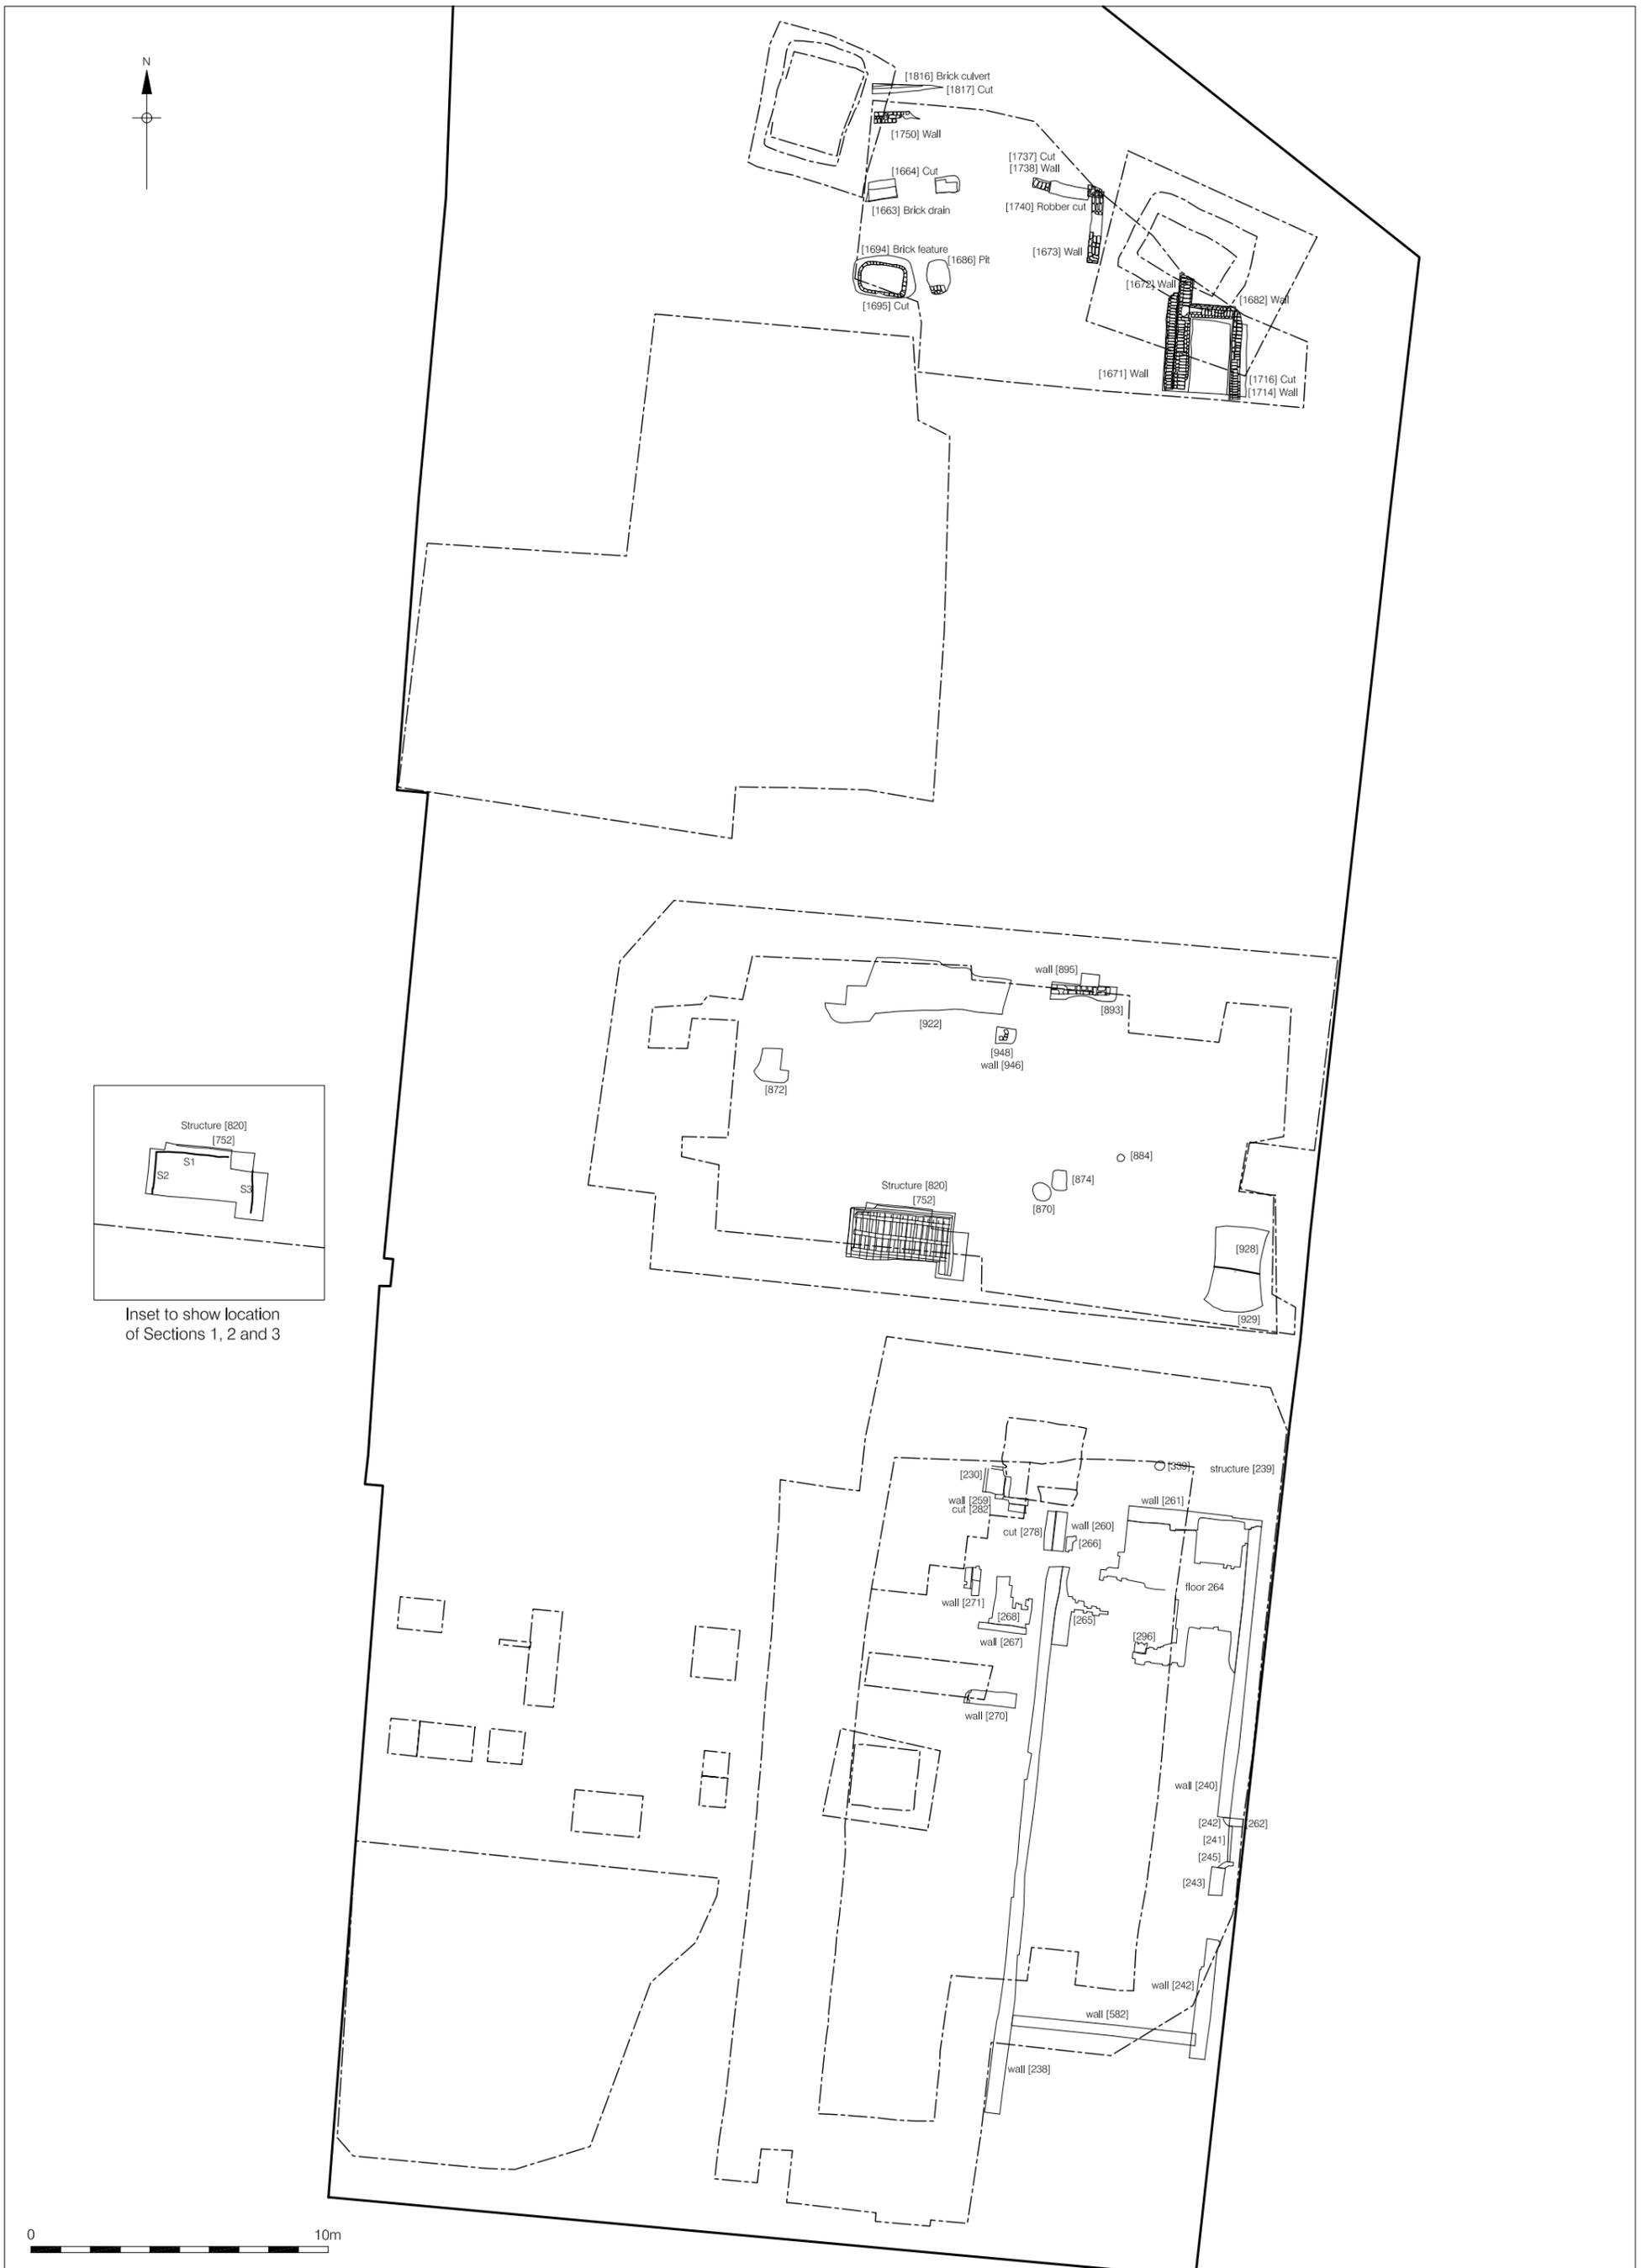 N
[1816] Brick culvert
[1817] Cut
[1750] Wall
[1737] Cut
[1738] Wall
[1664] Cut
[1663] Brick drain
[1740] Robber cut
[1694] Brick feature
[1686] Pit
[1673] Wall
[1672] Wall
[1682] Wall
[1695] Cut
[1671] Wall
[1716] Cut
[1714] Wall
wall [895]
[893]
[922]
[948]
wall [946]
[872]
[884]
[874]
[870]
Structure [820]
[752]
[928]
[929]
Structure [820]
[752]
S1
S2
S3
Inset to show location
of Sections 1, 2 and 3
[339]
structure [239]
[230]
wall [259]
cut [282]
wall [261]
cut [278]
wall [260]
[266]
floor 264
wall [271]
[268]
[265]
wall [267]
[296]
wall [270]
wall [240]
[242]
[262]
[241]
[245]
[243]
wall [242]
wall [582]
wall [238]
0
10m